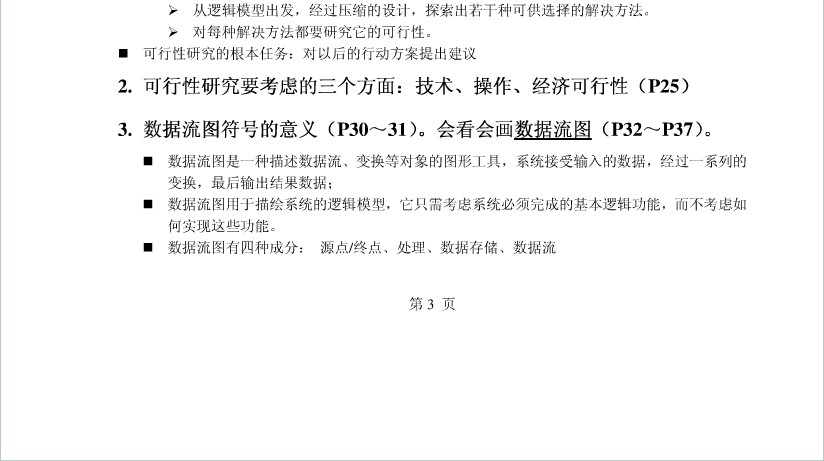 ➢ 从逻辑模型出发，经过压缩的设计，探索出若干种可供选择的解决方法。
➢ 对每种解决方法都要研究它的可行性。
■ 可行性研究的根本任务：对以后的行动方案提出建议
2. 可行性研究要考虑的三个方面：技术、操作、经济可行性（P25）
3. 数据流图符号的意义（P30～31）。会看会画数据流图（P32～P37）。
■ 数据流图是一种描述数据流、变换等对象的图形工具，系统接受输入的数据，经过一系列的
变换，最后输出结果数据；
■ 数据流图用于描绘系统的逻辑模型，它只需考虑系统必须完成的基本逻辑功能，而不考虑如
何实现这些功能。
■ 数据流图有四种成分： 源点/终点、处理、数据存储、数据流
第 3 页